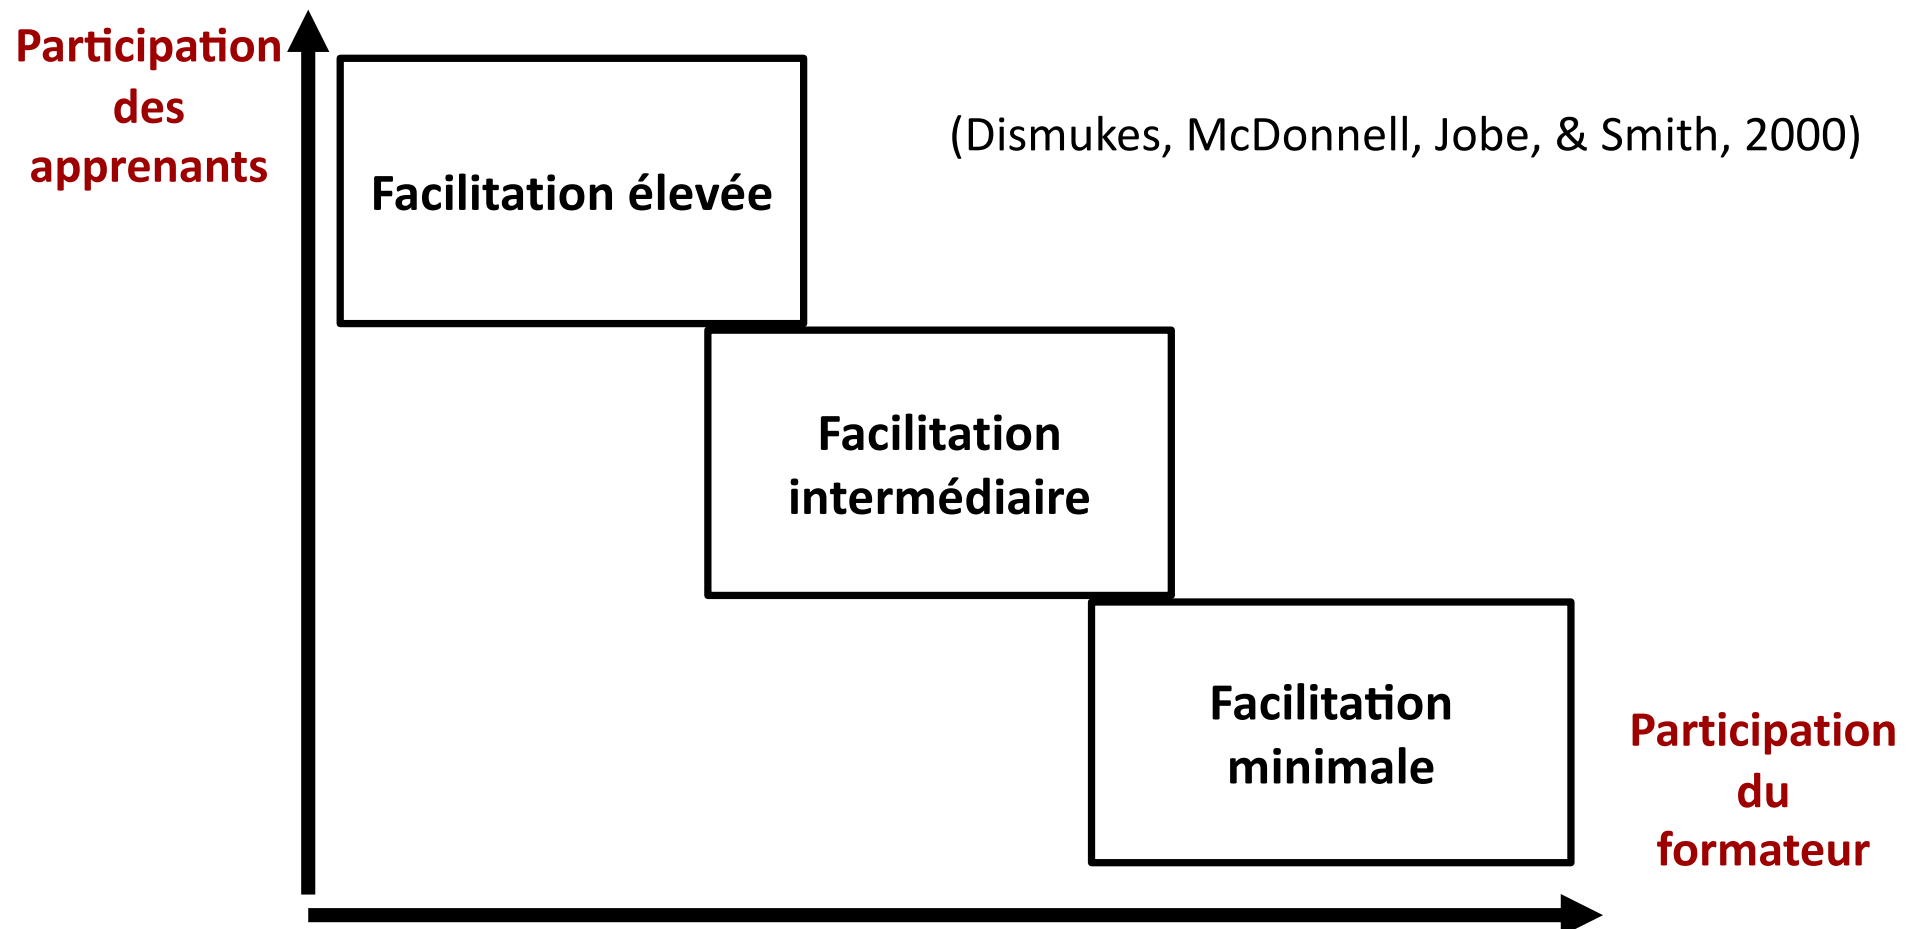 Participation
des
apprenants
Facilitation élevée
(Dismukes, McDonnell, Jobe, & Smith, 2000)
Facilitation
intermédiaire
Facilitation
minimale
Participation
du
formateur